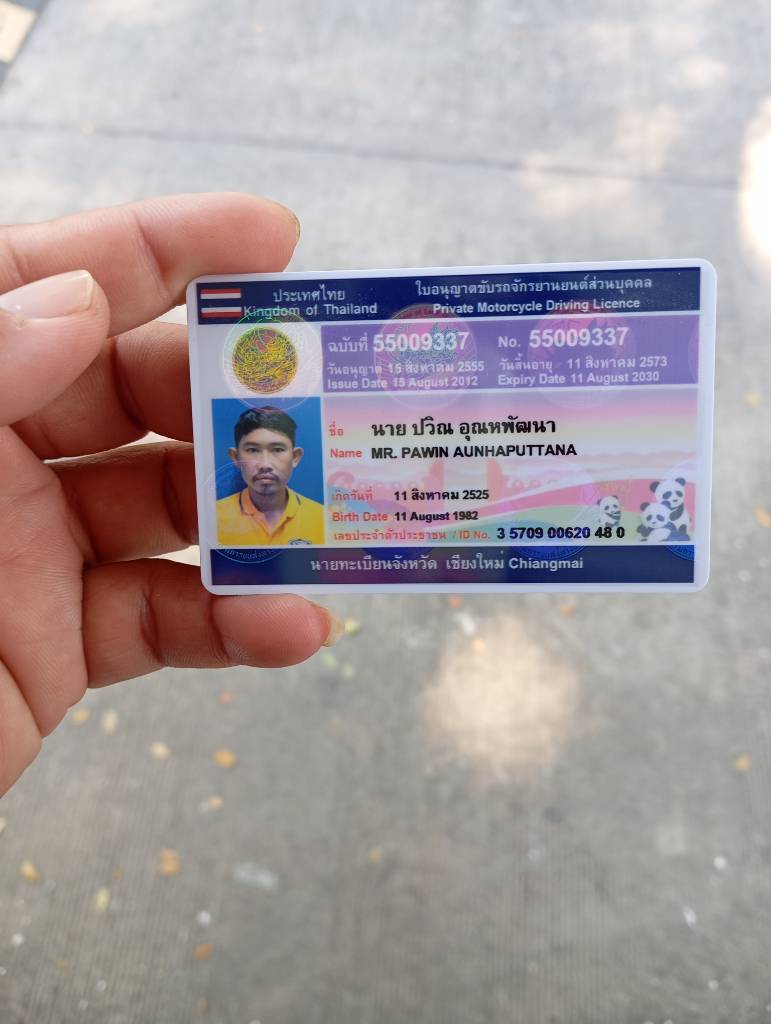 ประเทศไทย ใบอนุญาตขับรถจักรยานยนต์ส่วนบุคคล
Kingdom of Thailand Private Motorcycle Driving Licence
ฉบับที่ 55009337 No. 55009337
วันอนุญาต 15 สิงหาคม 2555 วันสิ้นอายุ 11 สิงหาคม 2573
Issue Date 15 August 2012 Expiry Date 11 August 2030
ชื่อ นาย ปวิณ อุณหพัฒนา
Name MR. PAWIN AUNHAPUTTANA
เกิดวันที่ 11 สิงหาคม 2525
Birth Date 11 August 1982
เลขประจำตัวประชาชน / ID No. 3 5709 00620 48 0
นายทะเบียนจังหวัด เชียงใหม่ Chiangmai